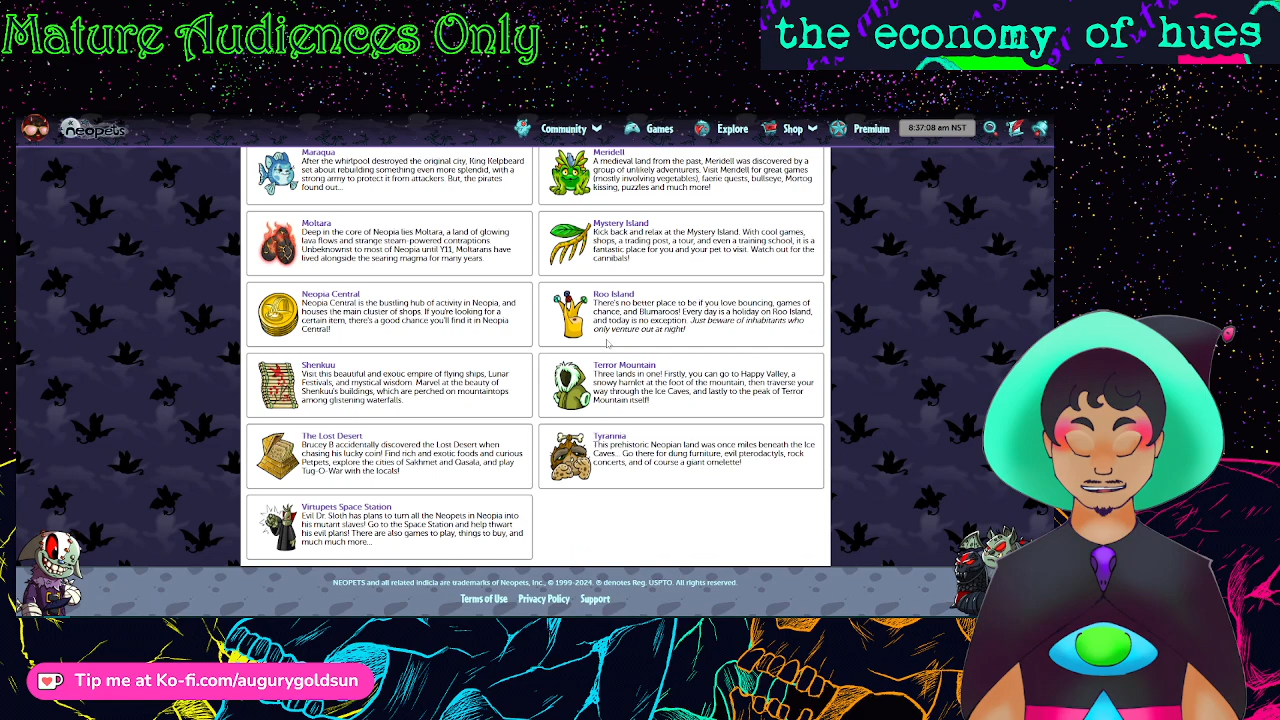 Mature Audiences Only
the economy of hues
neopets
Community
Games
Explore
Shop
Premium
8:37:08 am NST
Maraqua
After the whirlpool destroyed the original city, King Kelpbeard
set about rebuilding something even more splendid, with a
strong army to protect it from attackers. But, the pirates
found out...
Meridell
A medieval land from the past, Meridell was discovered by a
group of unlikely adventurers. Visit Meridell for great games
(mostly involving vegetables), faerie quests, bullseye, Mortog
kissing, puzzles and much more!
Moltara
Deep in the core of Neopia lies Moltara, a land of glowing
lava flows and strange steam-powered contraptions.
Unbeknownst to most of Neopia until Y11, Moltarans have
lived alongside the searing magma for many years.
Mystery Island
Kick back and relax at the Mystery Island. With cool games,
shops, a trading post, a tour, and even a training school, it is a
fantastic place for you and your pet to visit. Watch out for the
cannibals!
Neopia Central
Neopia Central is the bustling hub of activity in Neopia, and
houses the main cluster of shops. If you're looking for a
certain item, there's a good chance you'll find it in Neopia
Central!
Roo Island
There's no better place to be if you love bouncing, games of
chance, and Blumaroos! Every day is a holiday on Roo Island,
and today is no exception. Just beware of inhabitants who
only venture out at night!
Shenkuu
Visit this beautiful and exotic empire of flying ships, Lunar
Festivals, and mystical wisdom. Marvel at the beauty of
Shenkuu's buildings, which are perched on mountaintops
among glistening waterfalls.
Terror Mountain
Three lands in one! Firstly, you can go to Happy Valley, a
snowy hamlet at the foot of the mountain, then traverse your
way through the Ice Caves, and lastly to the peak of Terror
Mountain itself!
The Lost Desert
Brucey B accidentally discovered the Lost Desert when
chasing his lucky coin! Find rich and exotic foods and curious
Petpets, explore the cities of Sakhmet and Qasala, and play
Tug-O-War with the locals!
Tyrannia
This prehistoric Neopian land was once miles beneath the Ice
Caves... Go there for dung furniture, evil pterodactyls, rock
concerts, and of course a giant omelette!
Virtupets Space Station
Evil Dr. Sloth has plans to turn all the Neopets in Neopia into
his mutant slaves! Go to the Space Station and help thwart
his evil plans! There are also games to play, things to buy, and
much much more...
NEOPETS and all related indicia are trademarks of Neopets, Inc., © 1999-2024. ® denotes Reg. USPTO. All rights reserved.
Terms of Use Privacy Policy Support
Tip me at Ko-fi.com/augurygoldsun